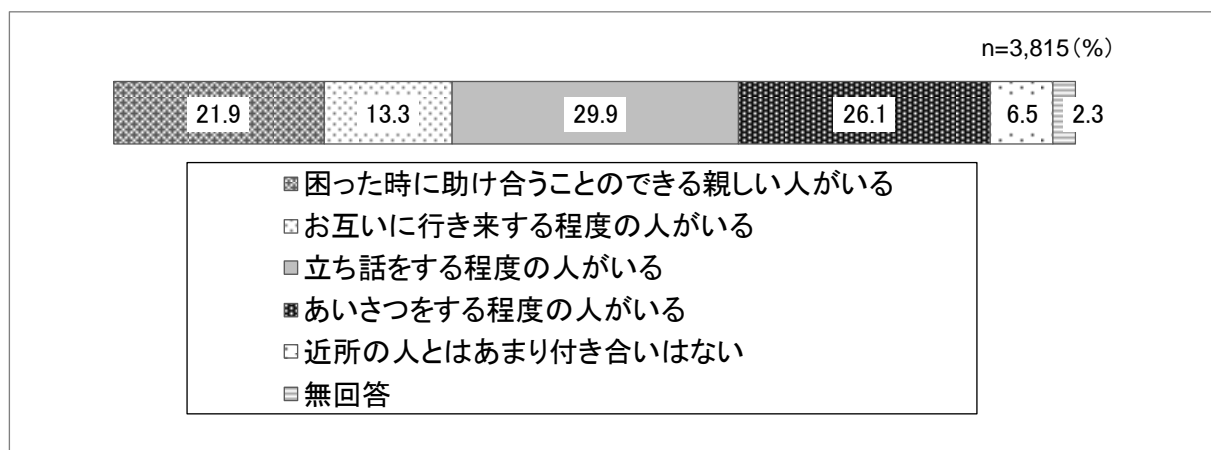 n=3,815(%)
21.9 13.3 29.9 26.1 6.5 2.3
困った時に助け合うことのできる親しい人がいる
お互いに行き来する程度の人がいる
立ち話をする程度の人がいる
あいさつをする程度の人がいる
近所の人とはあまり付き合いはない
無回答